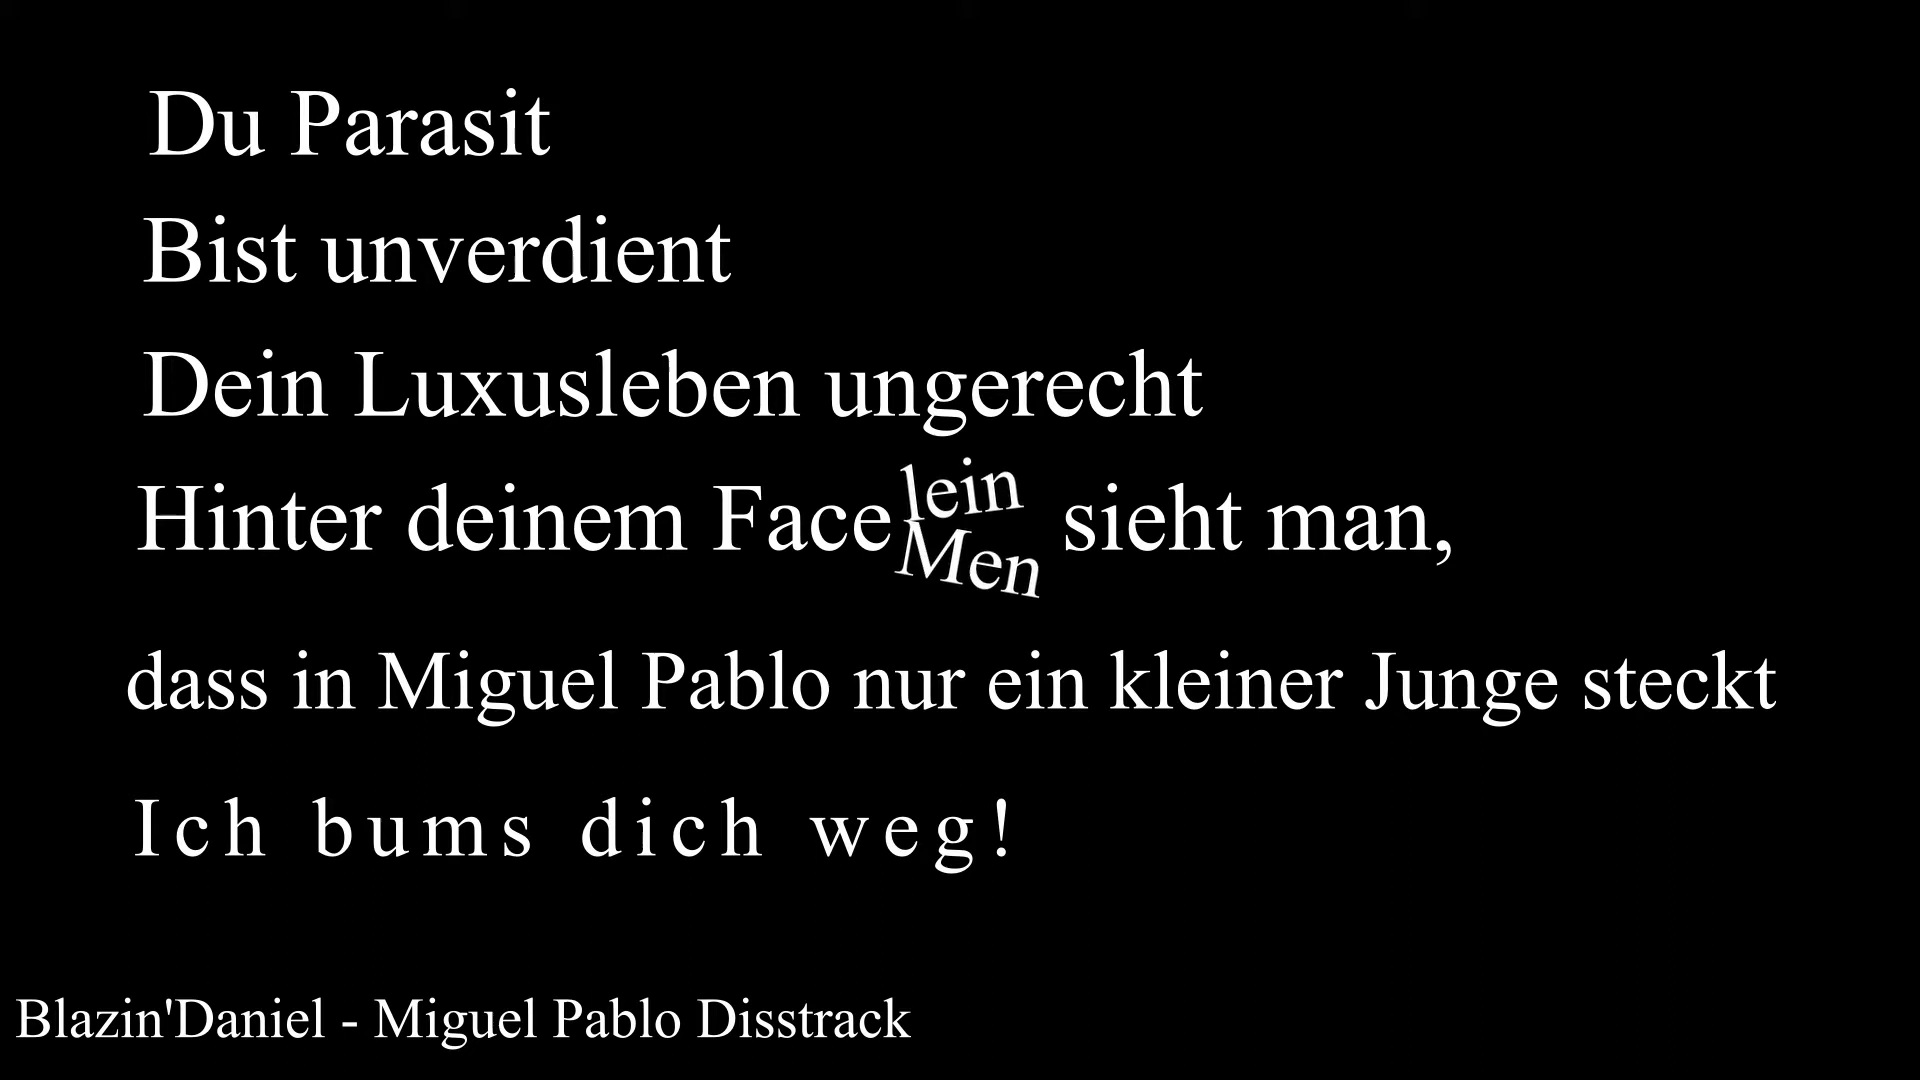 Du Parasit
Bist unverdient
Dein Luxusleben ungerecht
Hinter deinem Face lein Men sieht man,
dass in Miguel Pablo nur ein kleiner Junge steckt
Ich bums dich weg!
Blazin'Daniel - Miguel Pablo Disstrack